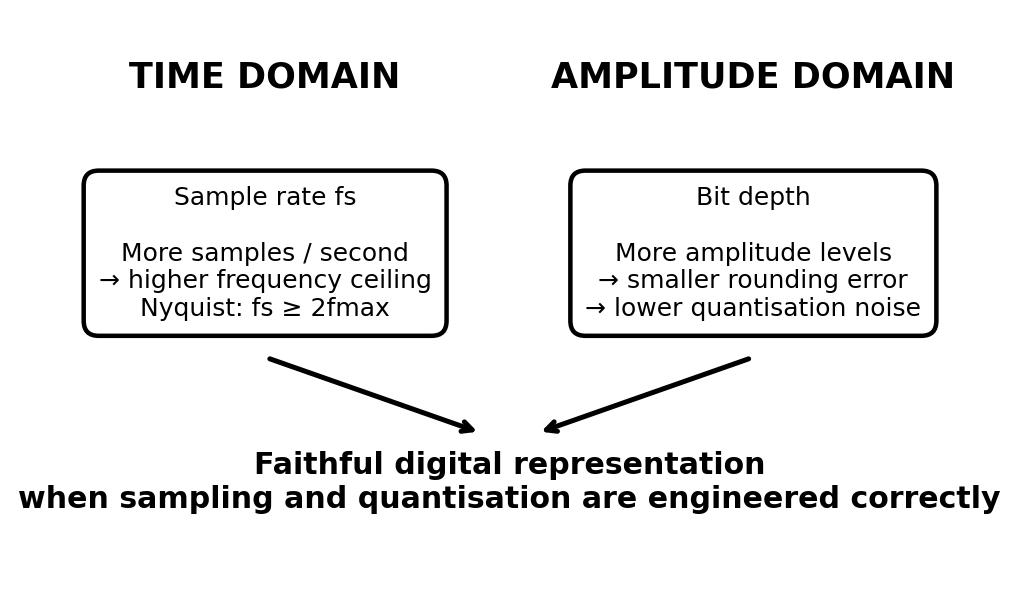 TIME DOMAIN
AMPLITUDE DOMAIN
Sample rate fs
More samples / second
→ higher frequency ceiling
Nyquist: fs ≥ 2fmax
Bit depth
More amplitude levels
→ smaller rounding error
→ lower quantisation noise
Faithful digital representation
when sampling and quantisation are engineered correctly